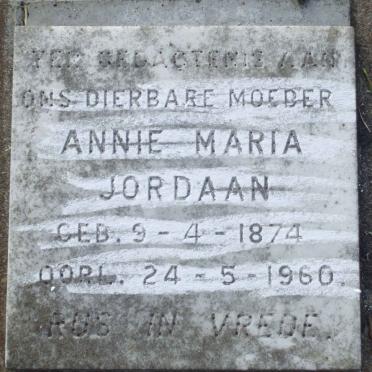 TER GEDAGTENIS AAN
ONS DIERBARE MOEDER
ANNIE MARIA
JORDAAN
GEB. 9-4-1874
OORL. 24-5-1960.
RUS IN VREDE.